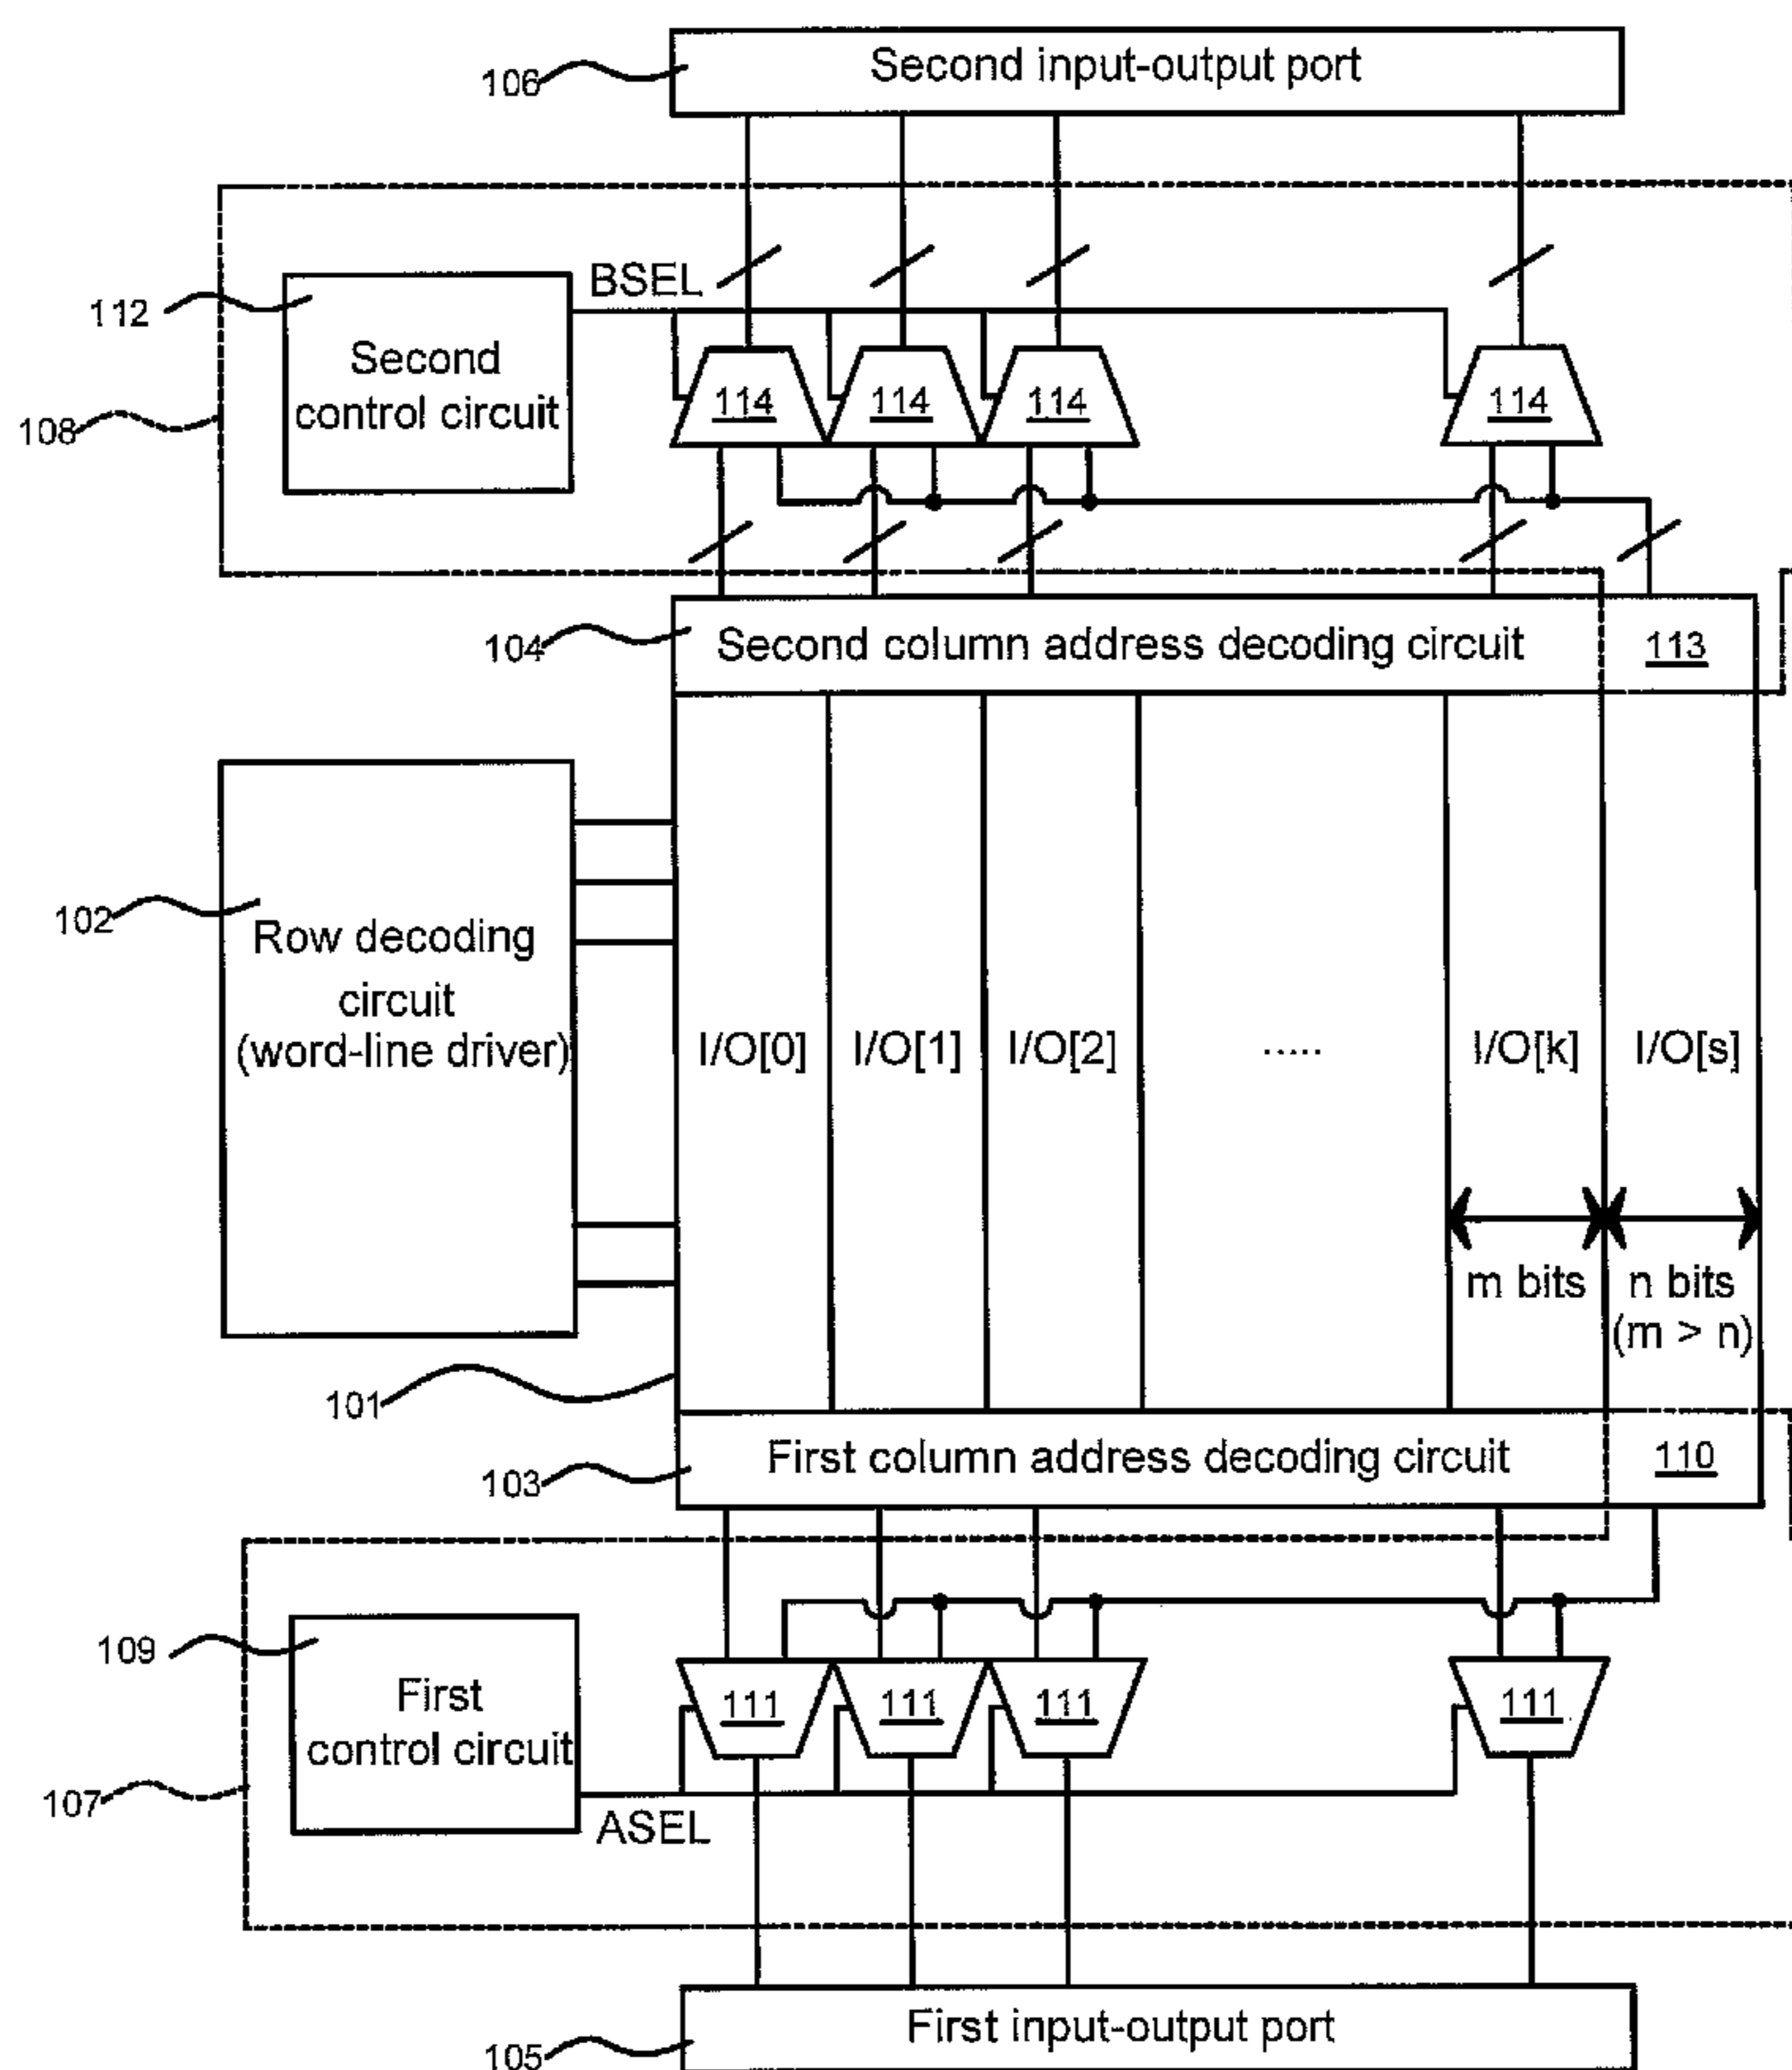 Second input-output port
106
BSEL
112
Second
control circuit
114
114
114
114
108
104
Second column address decoding circuit
113
102
Row decoding
circuit
(word-line driver)
I/O[0]
I/O[1]
I/O[2]
.....
I/O[k]
I/O[s]
m bits
n bits
(m > n)
101
First column address decoding circuit
110
103
109
First
control circuit
111
111
111
111
107
ASEL
First input-output port
105